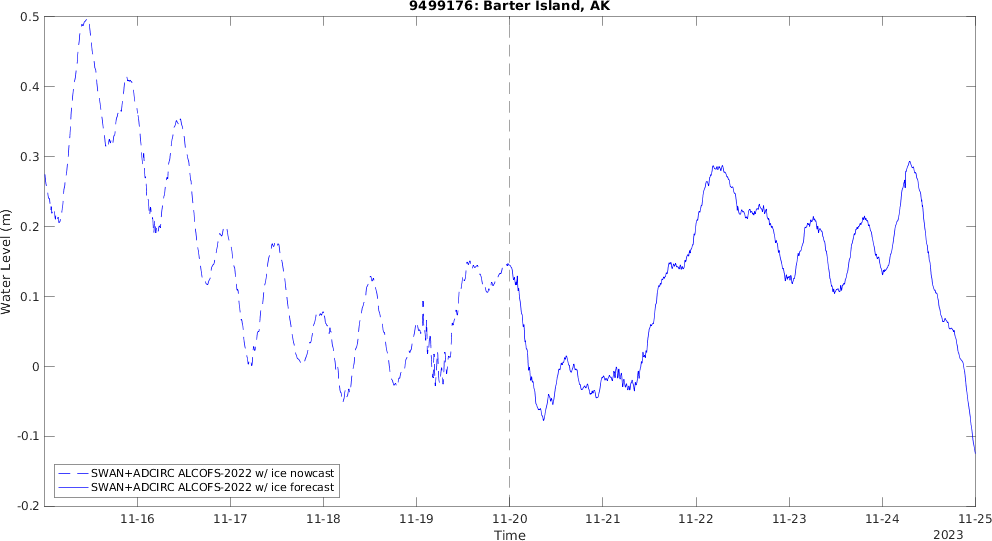 9499176: Barter Island, AK
0.5
0.4
0.3
0.2
0.1
0
-0.1
-0.2
Water Level (m)
SWAN+ADCIRC ALCOFS-2022 w/ ice nowcast
SWAN+ADCIRC ALCOFS-2022 w/ ice forecast
11-16 11-17 11-18 11-19 11-20 11-21 11-22 11-23 11-24 11-25
Time
2023